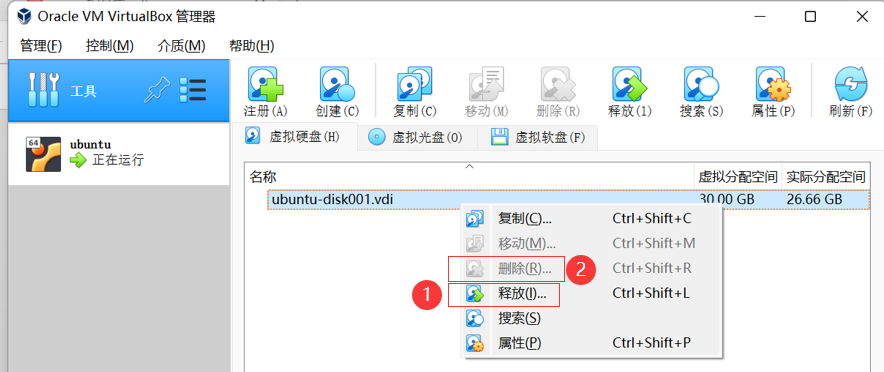 Oracle VM VirtualBox 管理器
管理(F) 控制(M) 介质(M) 帮助(H)
工具
注册(A) 创建(C) 复制(C) 移动(M) 删除(R) 释放(l) 搜索(S) 属性(P) 刷新(F)
虚拟硬盘(H) 虚拟光盘(O) 虚拟软盘(F)
64
ubuntu
正在运行
名称 虚拟分配空间 实际分配空间
ubuntu-disk001.vdi 30.00 GB 26.66 GB
复制(C)... Ctrl+Shift+C
移动(M)... Ctrl+Shift+M
删除(R)... Ctrl+Shift+R
2
1
释放(I)... Ctrl+Shift+L
搜索(S)
属性(P) Ctrl+Shift+P